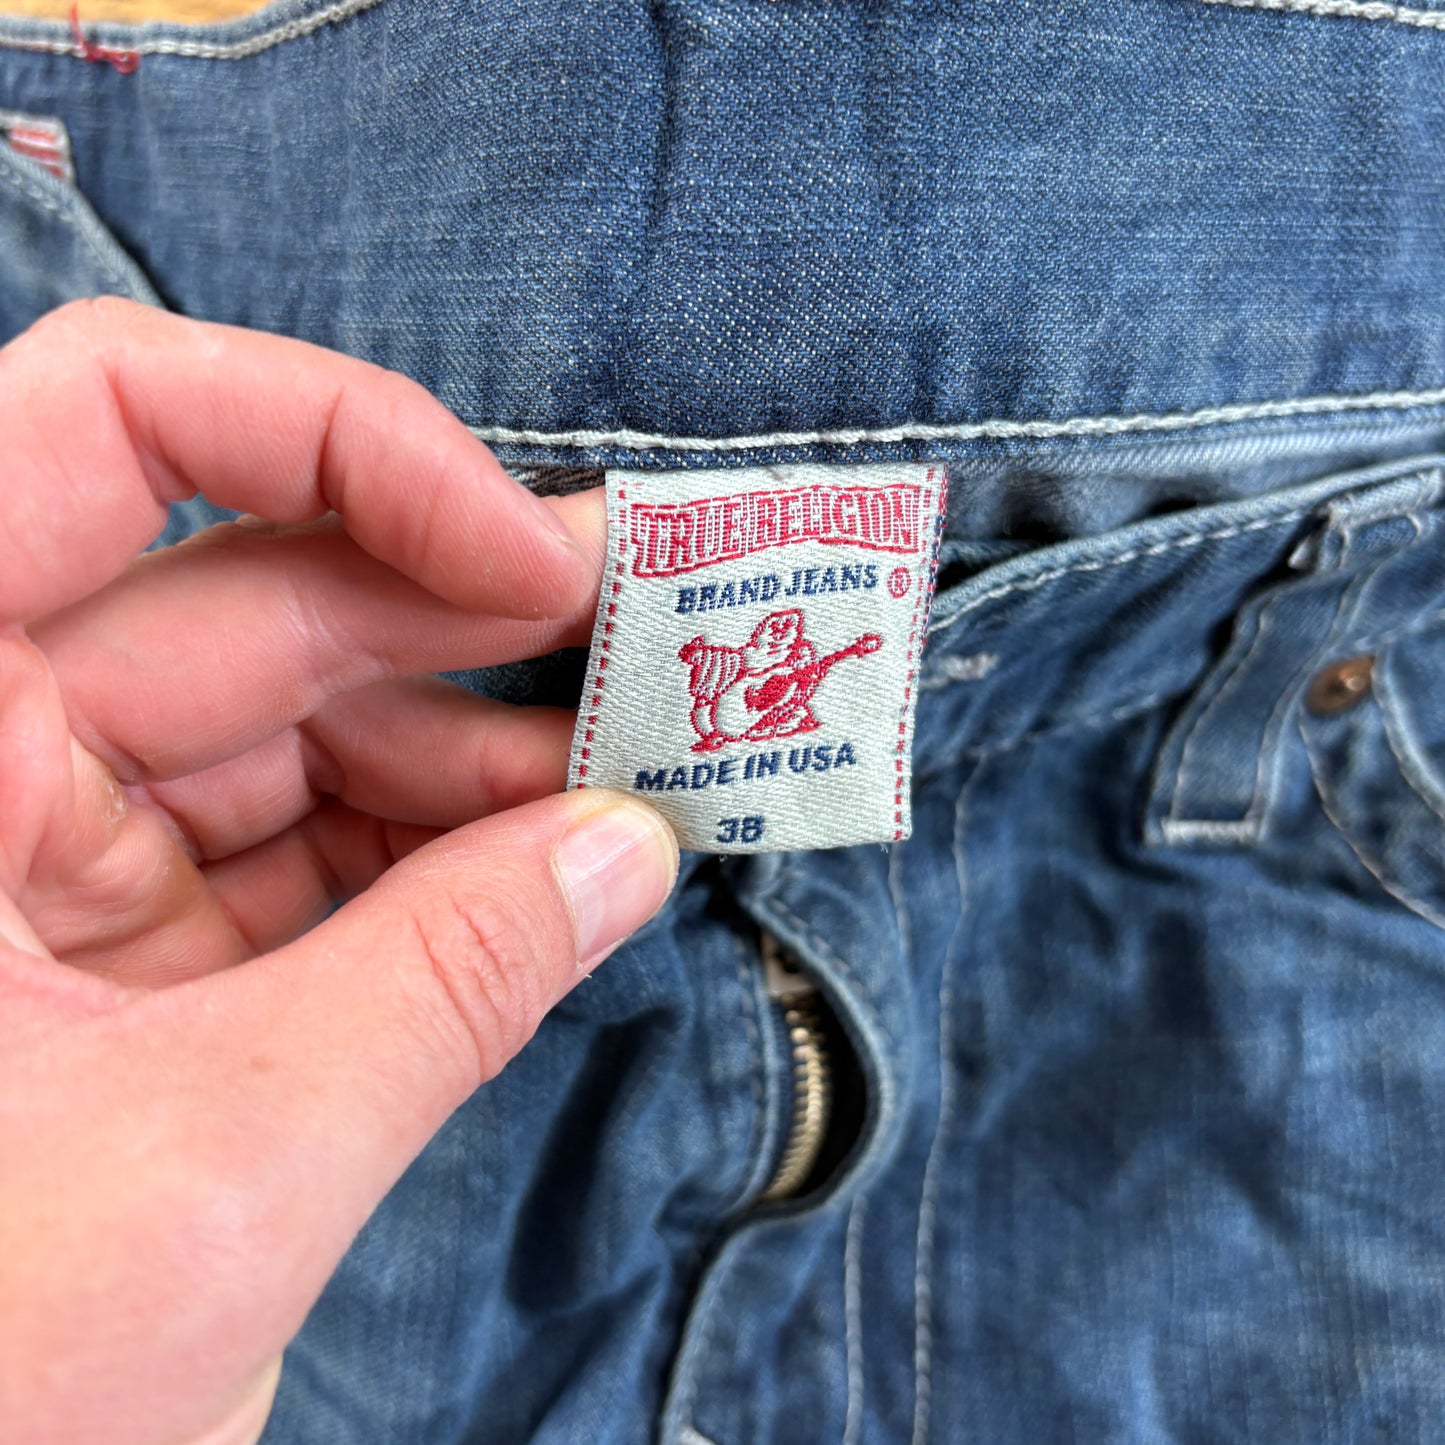 TRUE RELIGION
BRAND JEANS ®
MADE IN USA
38